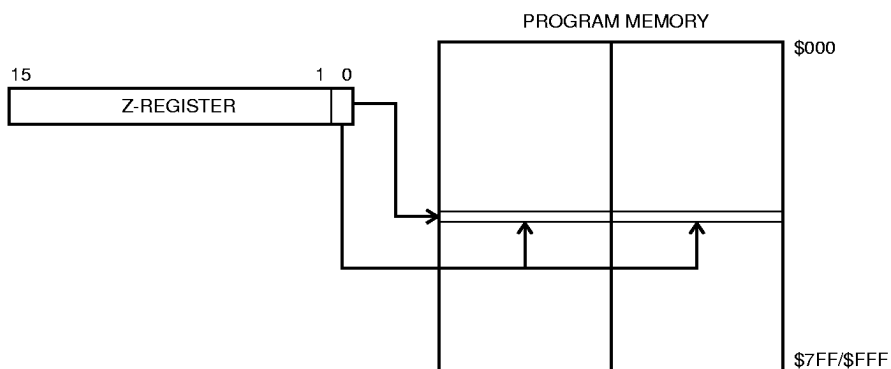 PROGRAM MEMORY
$000
15 1 0
Z-REGISTER
$7FF/$FFF